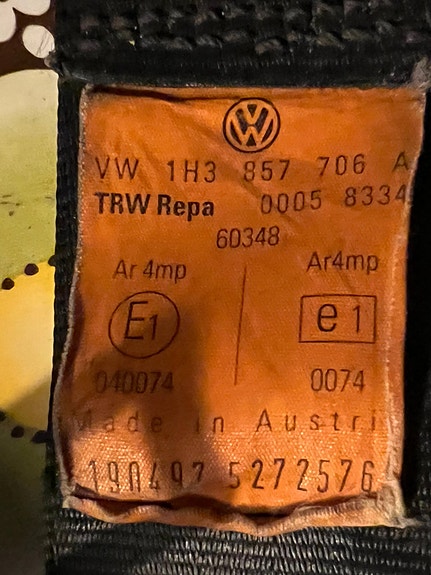 VW 1H3 857 706 A
TRW Repa 0005 8334
60348
Ar 4mp Ar4mp
E1 e1
040074 0074
Made in Austri
190497 5272576